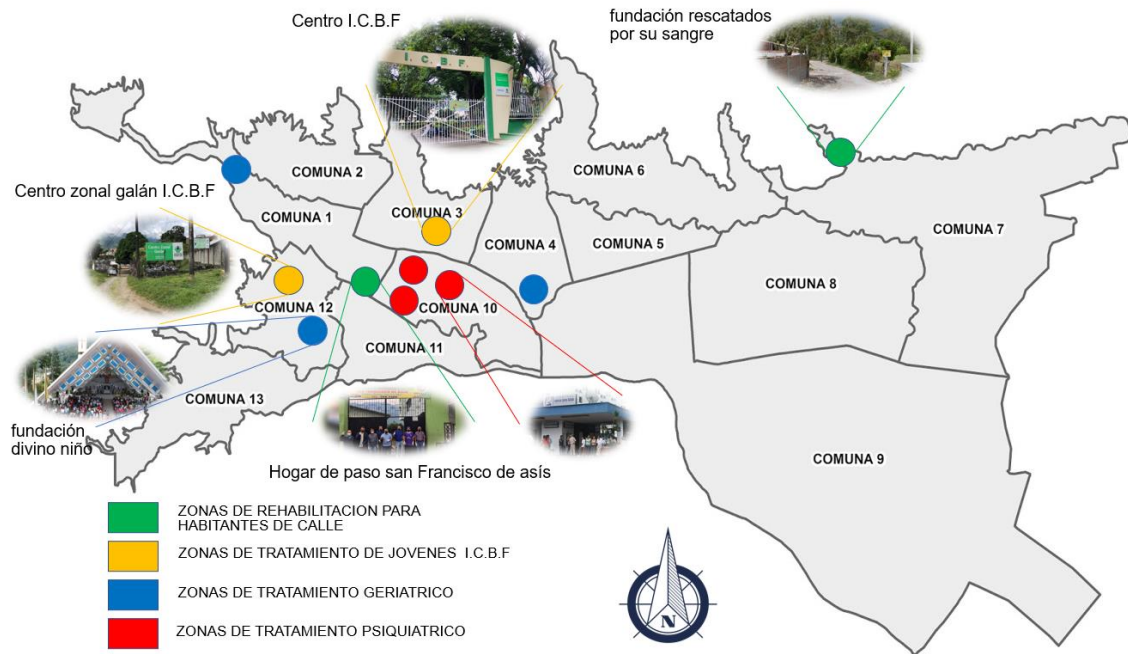 Centro I.C.B.F
fundación rescatados
por su sangre
I. C. B. F.
COMUNA 2
COMUNA 6
Centro zonal galán I.C.B.F
COMUNA 1
COMUNA 3
COMUNA 4
COMUNA 5
COMUNA 7
COMUNA 8
COMUNA 12
COMUNA 10
COMUNA 11
COMUNA 13
COMUNA 9
fundación
divino niño
Hogar de paso san Francisco de asís
ZONAS DE REHABILITACION PARA
HABITANTES DE CALLE
ZONAS DE TRATAMIENTO DE JOVENES I.C.B.F
ZONAS DE TRATAMIENTO GERIATRICO
ZONAS DE TRATAMIENTO PSIQUIATRICO
N